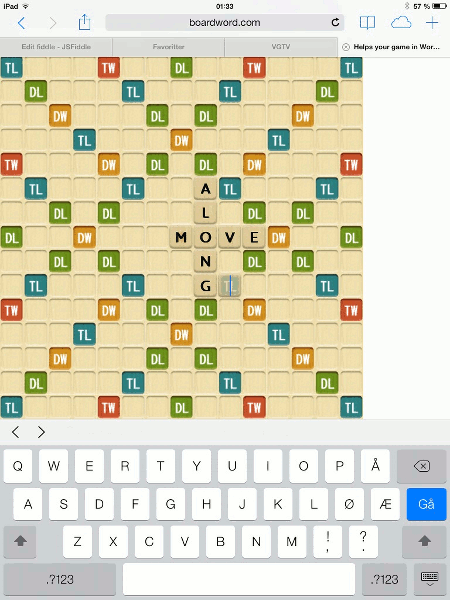 iPad 01:33 57 %
boardword.com
Edit fiddle - JSFiddle Favoritter VGTV Helps your game in Wor...
TL TW DL TW TL
DL TL TL DL
DW DL DL DW
TL DW TL
TW DW DL DL DW TW
TL TL A TL TL
DL DL L DL DL
DL DW M O V E DW DL
DL DL N DL DL
TL TL G TL TL
TW DW DL DL DW TW
TL DW TL
DW DL DL DW
DL TL TL DL
TL TW DL TW TL
Q W E R T Y U I O P Å
A S D F G H J K L Ø Æ Gå
Z X C V B N M ! , ? .
.?123 .?123